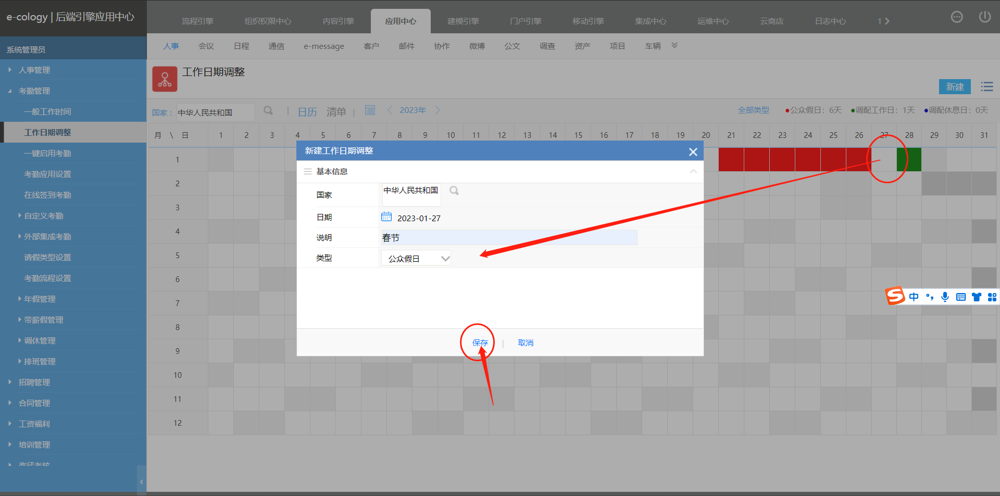 e-cology | 后端引擎应用中心
流程引擎 组织权限中心 内容引擎 应用中心 建模引擎 门户引擎 移动引擎 集成中心 运维中心 云商店 日志中心 1
系统管理员
人事 会议 日程 通信 e-message 客户 邮件 协作 微博 公文 调查 资产 项目 车辆
人事管理
考勤管理
一般工作时间
工作日期调整
一键启用考勤
考勤应用设置
在线签到考勤
自定义考勤
外部集成考勤
请假类型设置
考勤流程设置
年假管理
带薪假管理
调休管理
排班管理
招聘管理
合同管理
工资福利
培训管理
奖惩考核
工作日期调整
新建
国家： 中华人民共和国 | 日历 清单 | 2023年 全部类型 公众假日：6天 调配工作日：1天 调配休息日：0天
月 \ 日 1 2 3 4 5 6 7 8 9 10 11 12 13 14 15 16 17 18 19 20 21 22 23 24 25 26 27 28 29 30 31
1
2
3
4
5
6
7
8
9
10
11
12
新建工作日期调整
基本信息
国家 中华人民共和国
日期 2023-01-27
说明 春节
类型 公众假日
保存 | 取消
S 中